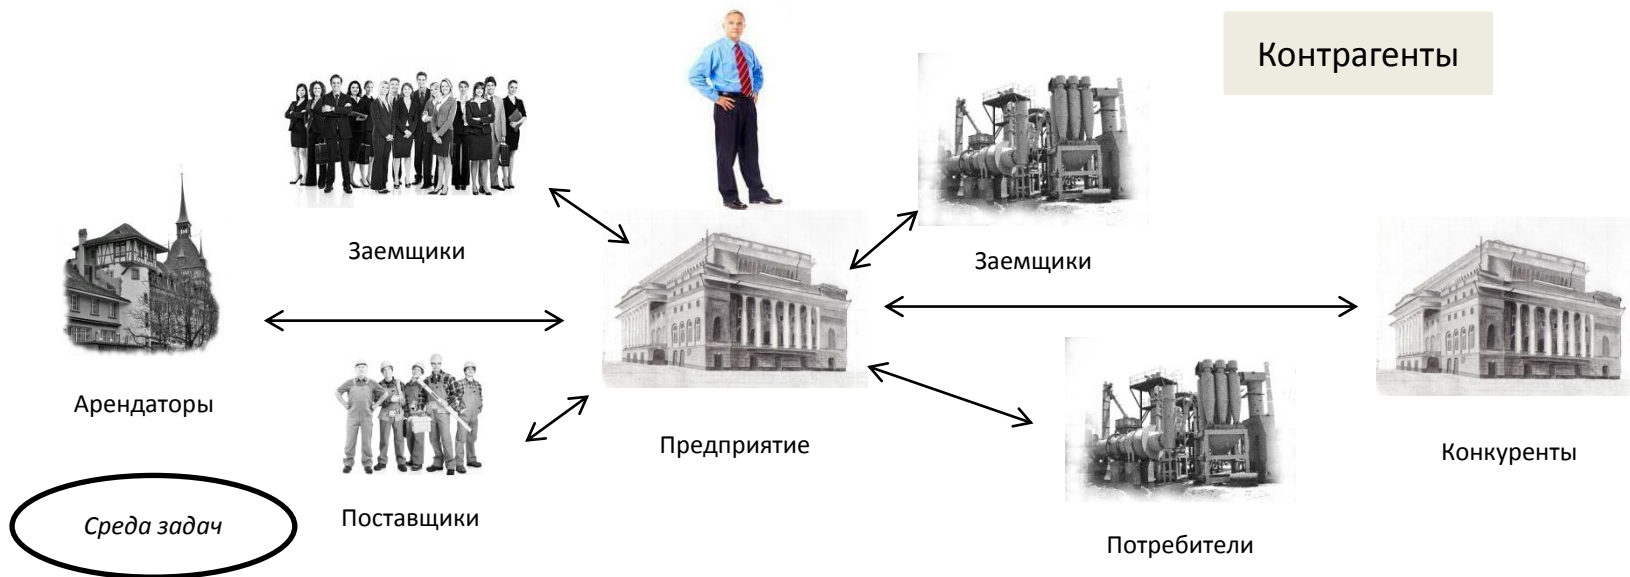 Контрагенты
Заемщики
Заемщики
Арендаторы
Предприятие
Конкуренты
Среда задач
Поставщики
Потребители